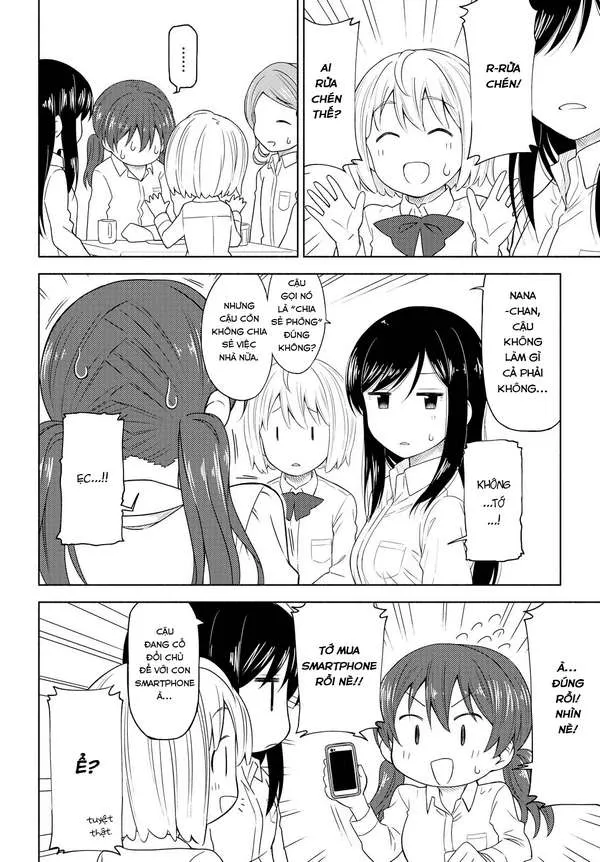 R-RỬA
CHÉN!
AI
RỬA
CHÉN
THẾ?
......
NANA
-CHAN,
CẬU
KHÔNG
LÀM GÌ
CẢ PHẢI
KHÔNG...
KHÔNG,
TỚ
...!
CẬU
GỌI NÓ
LÀ “CHIA
SẺ PHÒNG”
ĐÚNG
KHÔNG?
NHƯNG
CẬU CÒN
KHÔNG CHIA
SẺ VIỆC
NHÀ NỮA.
ẸC...!!
À...
ĐÚNG
RỒI!
NHÌN
NÈ!
TỚ MUA
SMARTPHONE
RỒI NÈ!!
CẬU
ĐANG CỐ
ĐỔI CHỦ
ĐỀ VỚI CON
SMARTPHONE
À...
Ể?
tuyệt
thật